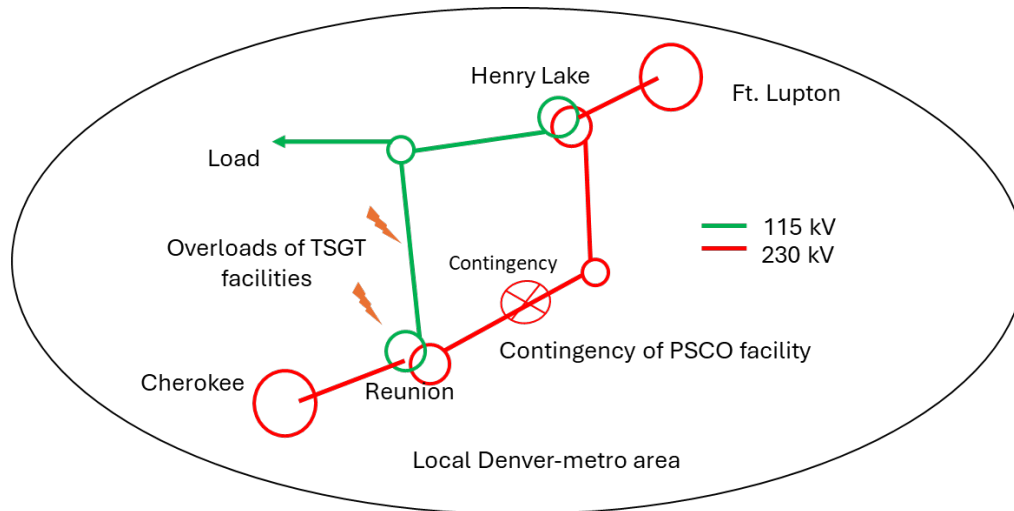 Henry Lake
Ft. Lupton
Load
115 kV
230 kV
Overloads of TSGT
facilities
Contingency
Contingency of PSCO facility
Cherokee
Reunion
Local Denver-metro area